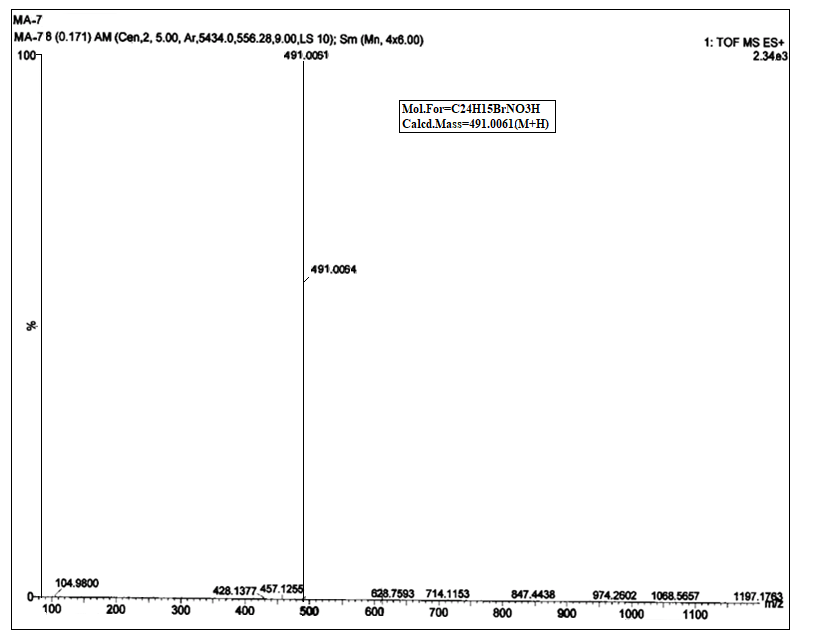 MA-7
MA-7 8 (0.171) AM (Cen,2, 5.00, Ar,5434.0,556.28,9.00,LS 10); Sm (Mn, 4x6.00)
1: TOF MS ES+
2.34e3
100
491.0061
Mol.For=C24H15BrNO3H
Calcd.Mass=491.0061(M+H)
491.0064
%
0
104.9800
428.1377
457.1255
628.7593
714.1153
847.4438
974.2602
1068.5657
1197.1763
m/z
100 200 300 400 500 600 700 800 900 1000 1100